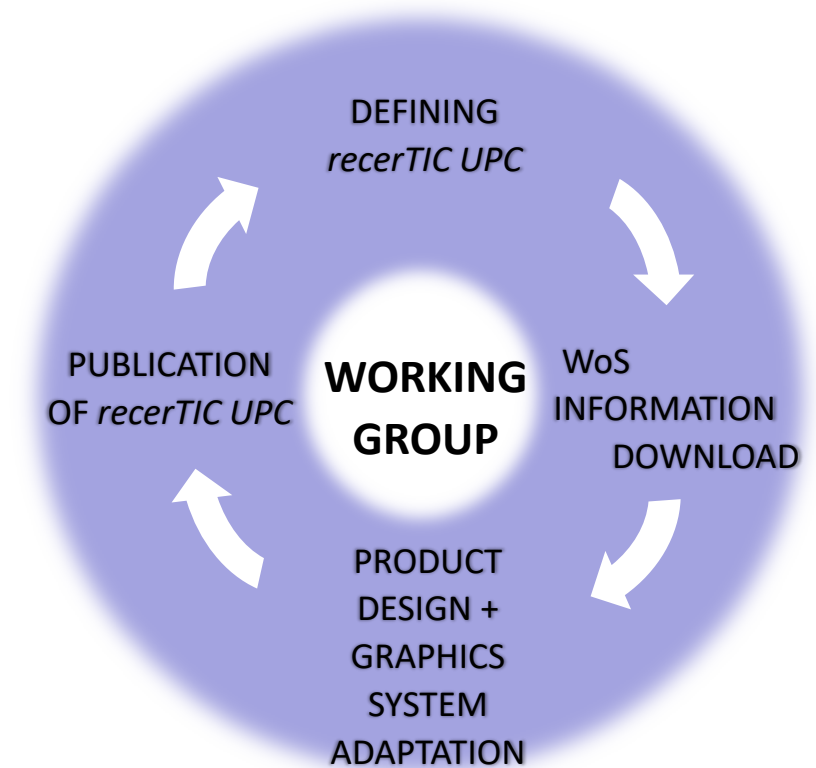 DEFINING
recerTIC UPC
PUBLICATION
OF recerTIC UPC
WORKING
GROUP
WoS
INFORMATION
DOWNLOAD
PRODUCT
DESIGN +
GRAPHICS
SYSTEM
ADAPTATION